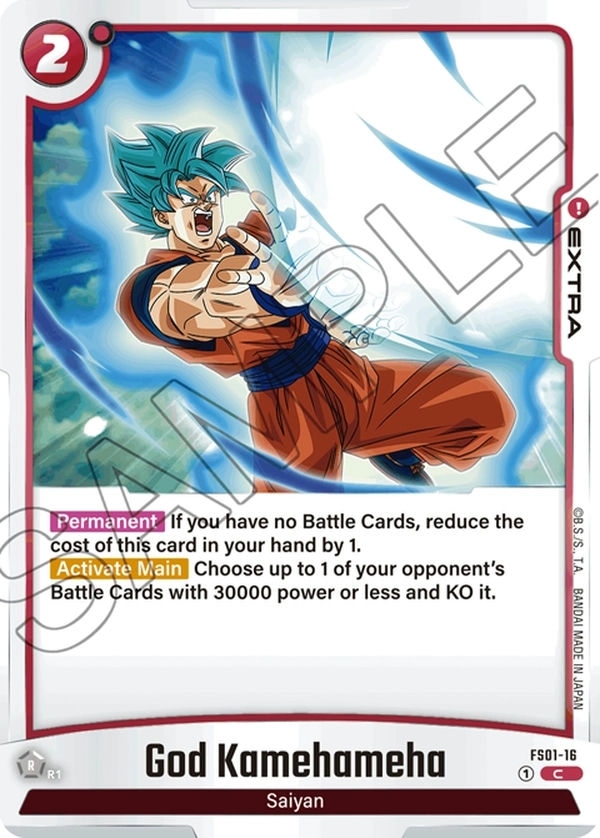 2
! EXTRA
SAMPLE
Permanent If you have no Battle Cards, reduce the
cost of this card in your hand by 1.
Activate Main Choose up to 1 of your opponent's
Battle Cards with 30000 power or less and KO it.
©B.S./S., T.A. BANDAI MADE IN JAPAN
R R1
God Kamehameha
FS01-16
1 C
Saiyan